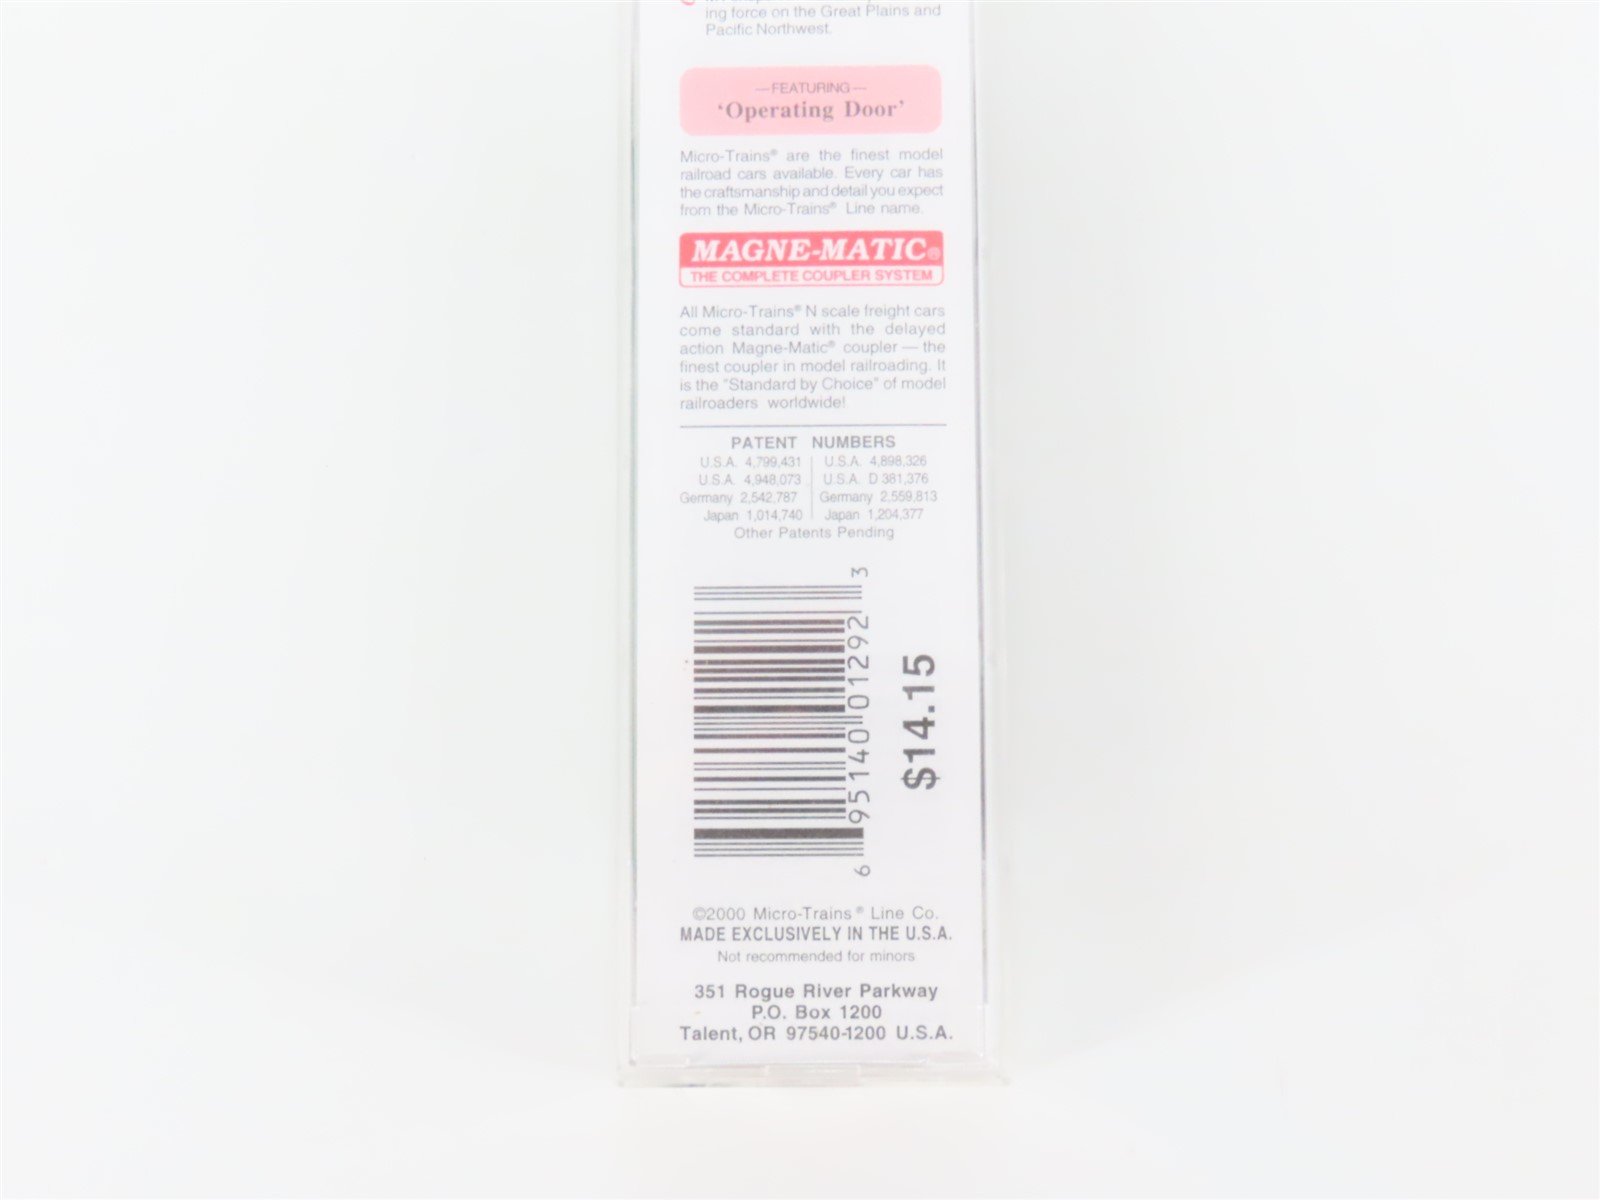 ing force on the Great Plains and
Pacific Northwest.
—FEATURING—
‘Operating Door’
Micro-Trains® are the finest model
railroad cars available. Every car has
the craftsmanship and detail you expect
from the Micro-Trains® Line name.
MAGNE-MATIC®
THE COMPLETE COUPLER SYSTEM
All Micro-Trains® N scale freight cars
come standard with the delayed
action Magne-Matic® coupler — the
finest coupler in model railroading. It
is the "Standard by Choice" of model
railroaders worldwide!
PATENT NUMBERS
U.S.A. 4,799,431 U.S.A. 4,898,326
U.S.A. 4,948,073 U.S.A. D 381,376
Germany 2,542,787 Germany 2,559,813
Japan 1,014,740 Japan 1,204,377
Other Patents Pending
6 95140 01292 3
$14.15
©2000 Micro-Trains® Line Co.
MADE EXCLUSIVELY IN THE U.S.A.
Not recommended for minors
351 Rogue River Parkway
P.O. Box 1200
Talent, OR 97540-1200 U.S.A.